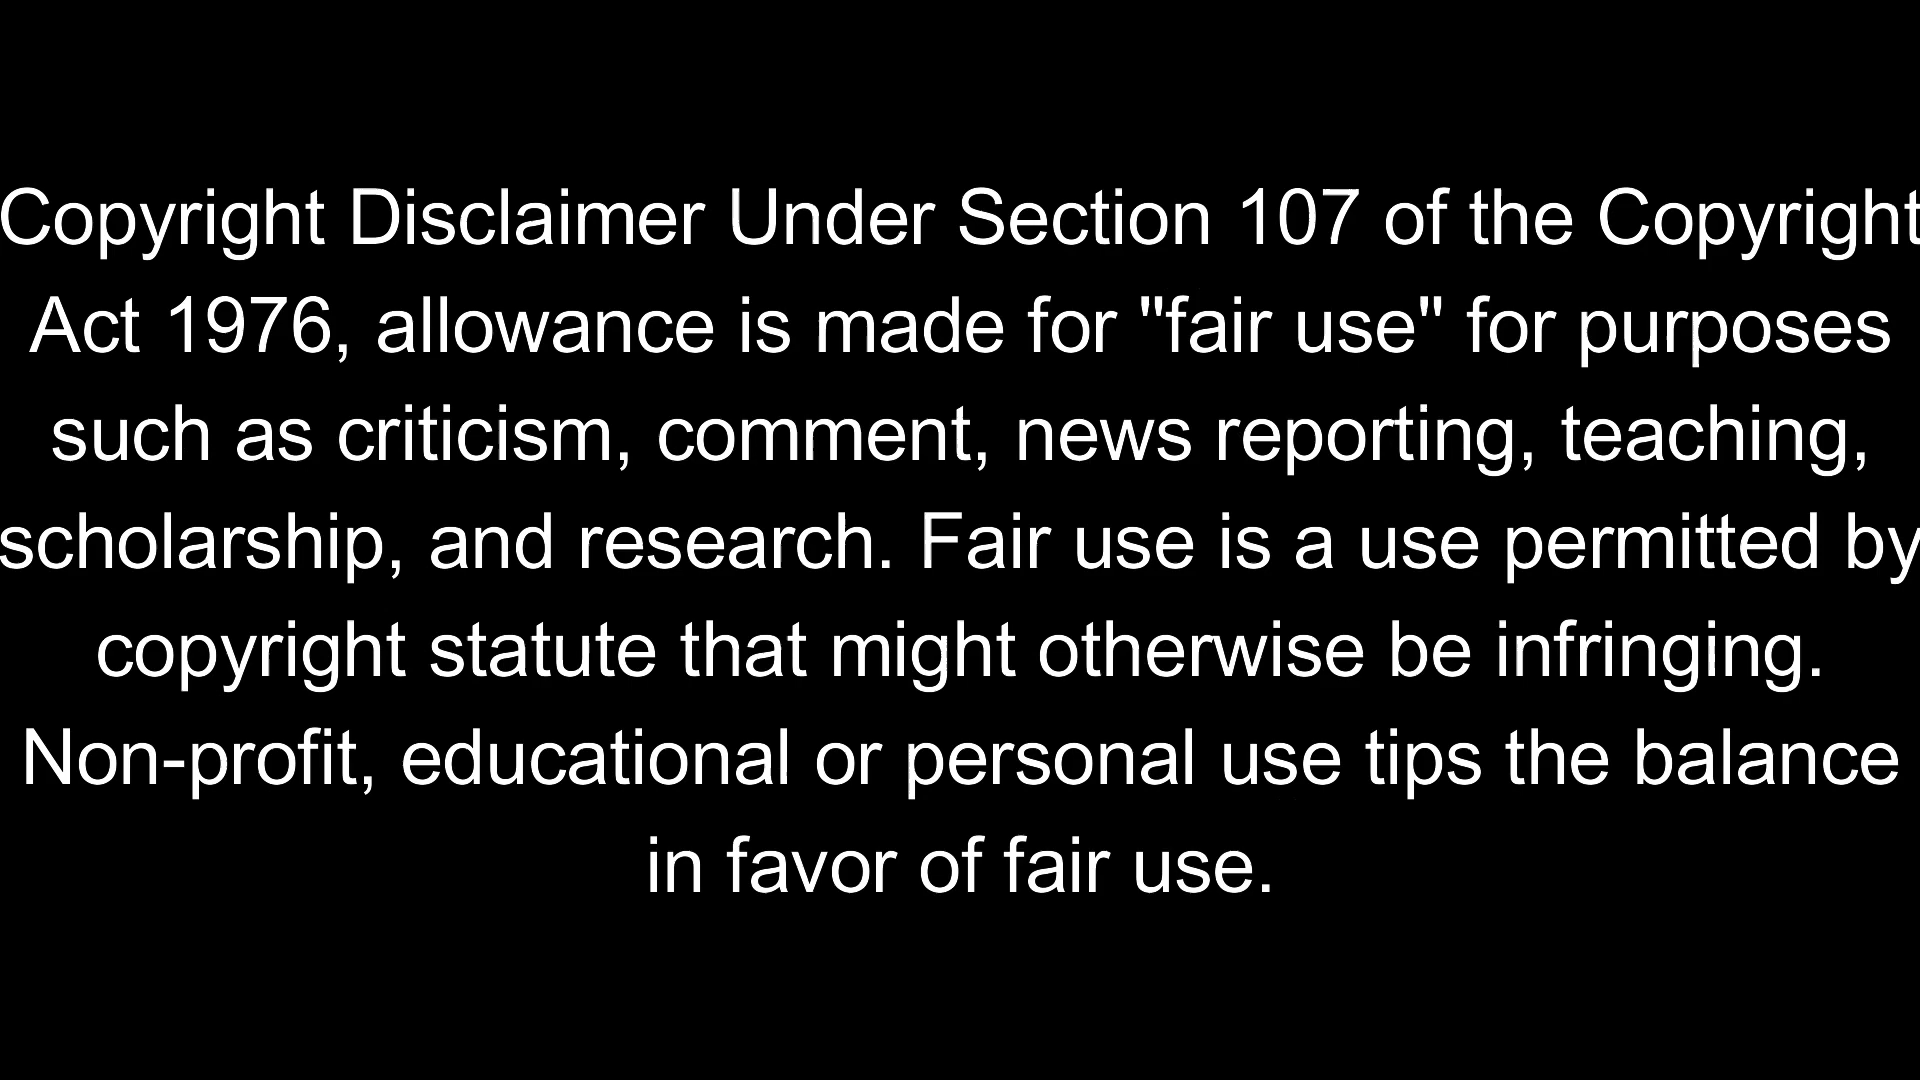 Copyright Disclaimer Under Section 107 of the Copyright
Act 1976, allowance is made for "fair use" for purposes
such as criticism, comment, news reporting, teaching,
scholarship, and research. Fair use is a use permitted by
copyright statute that might otherwise be infringing.
Non-profit, educational or personal use tips the balance
in favor of fair use.